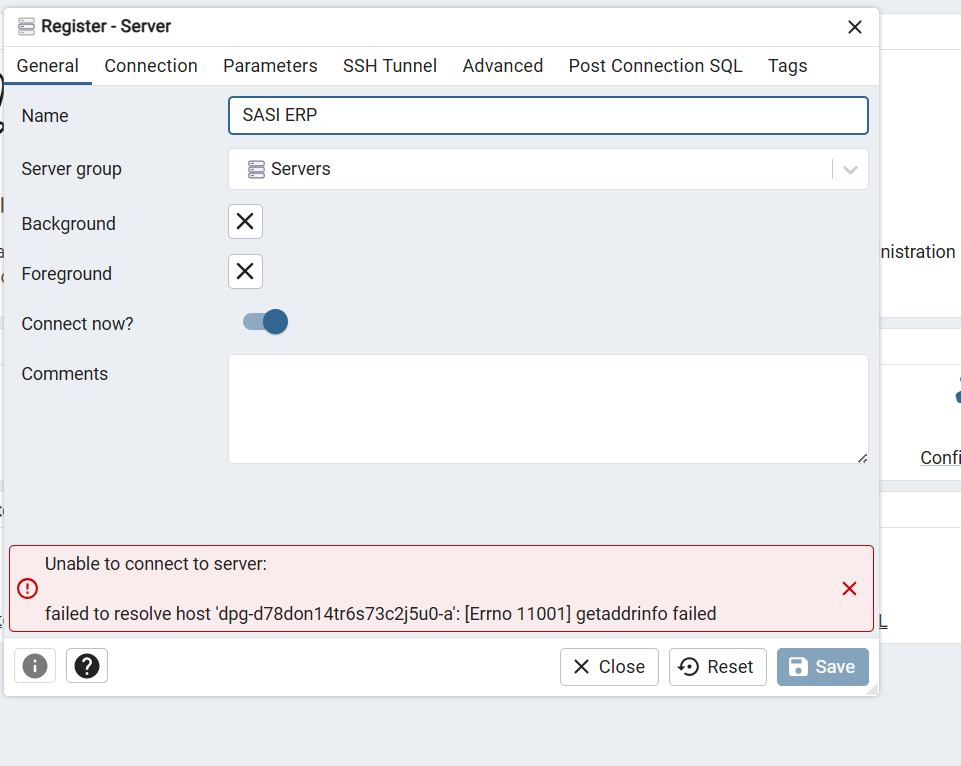 Register - Server
General Connection Parameters SSH Tunnel Advanced Post Connection SQL Tags
Name SASI ERP
Server group Servers
Background
Foreground
nistration
Connect now?
Comments
Confi
Unable to connect to server:
failed to resolve host 'dpg-d78don14tr6s73c2j5u0-a': [Errno 11001] getaddrinfo failed
L
Close Reset Save